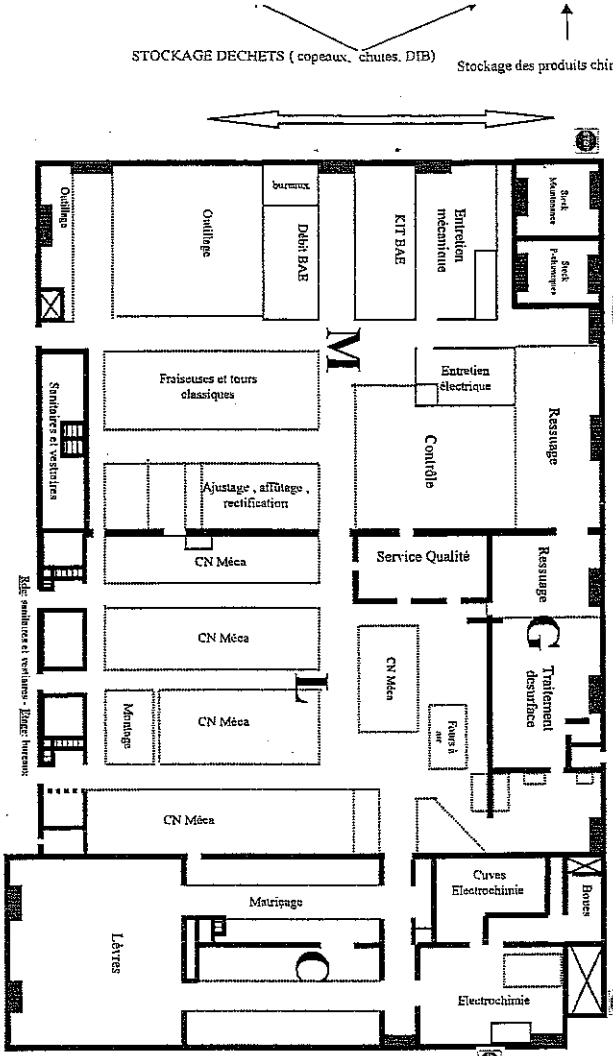 STOCKAGE DECHETS ( copeaux, chutes, DIB)
Stockage des produits chim
Outillage
Outillage
Débit BAE
KIT BAE
Entretien
mécanique
Stock
Maintenance
Stock
M
Fraiseuses et tours
classiques
Entretien
électrique
Ressuage
Sanitaires et vestiaires
Contrôle
Ajustage , affûtage ,
rectification
CN Méca
Service Qualité
Ressuage
G
CN Méca
CN Méca
Traitement
desurface
L
Montage
CN Méca
Fours à
air
Rdc: sanitaires et vestiaires - Etage bureaux
CN Méca
Matriçage
Cuves
Electrochimie
Boues
Lèvres
C
Electrochimie